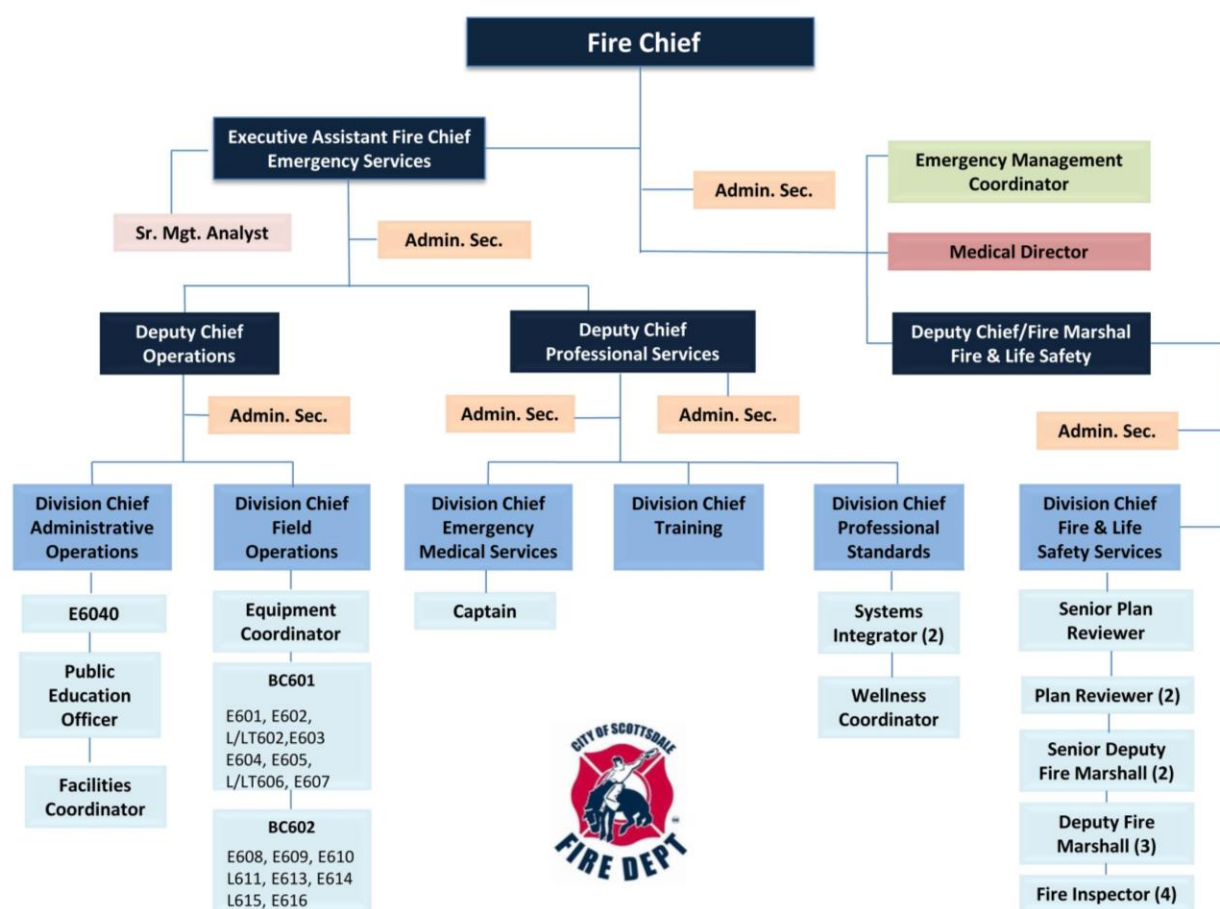 Fire Chief
Executive Assistant Fire Chief
Emergency Services
Emergency Management
Coordinator
Admin. Sec.
Sr. Mgt. Analyst
Admin. Sec.
Medical Director
Deputy Chief
Operations
Deputy Chief
Professional Services
Deputy Chief/Fire Marshal
Fire & Life Safety
Admin. Sec.
Admin. Sec.
Admin. Sec.
Admin. Sec.
Division Chief
Administrative
Operations
Division Chief
Field
Operations
Division Chief
Emergency
Medical Services
Division Chief
Training
Division Chief
Professional
Standards
Division Chief
Fire & Life
Safety Services
E6040
Public
Education
Officer
Facilities
Coordinator
Equipment
Coordinator
BC601
E601, E602,
L/LT602,E603
E604, E605,
L/LT606, E607
BC602
E608, E609, E610
L611, E613, E614
L615, E616
Captain
Systems
Integrator (2)
Wellness
Coordinator
Senior Plan
Reviewer
Plan Reviewer (2)
Senior Deputy
Fire Marshall (2)
Deputy Fire
Marshall (3)
Fire Inspector (4)
CITY OF SCOTTSDALE
FIRE DEPT